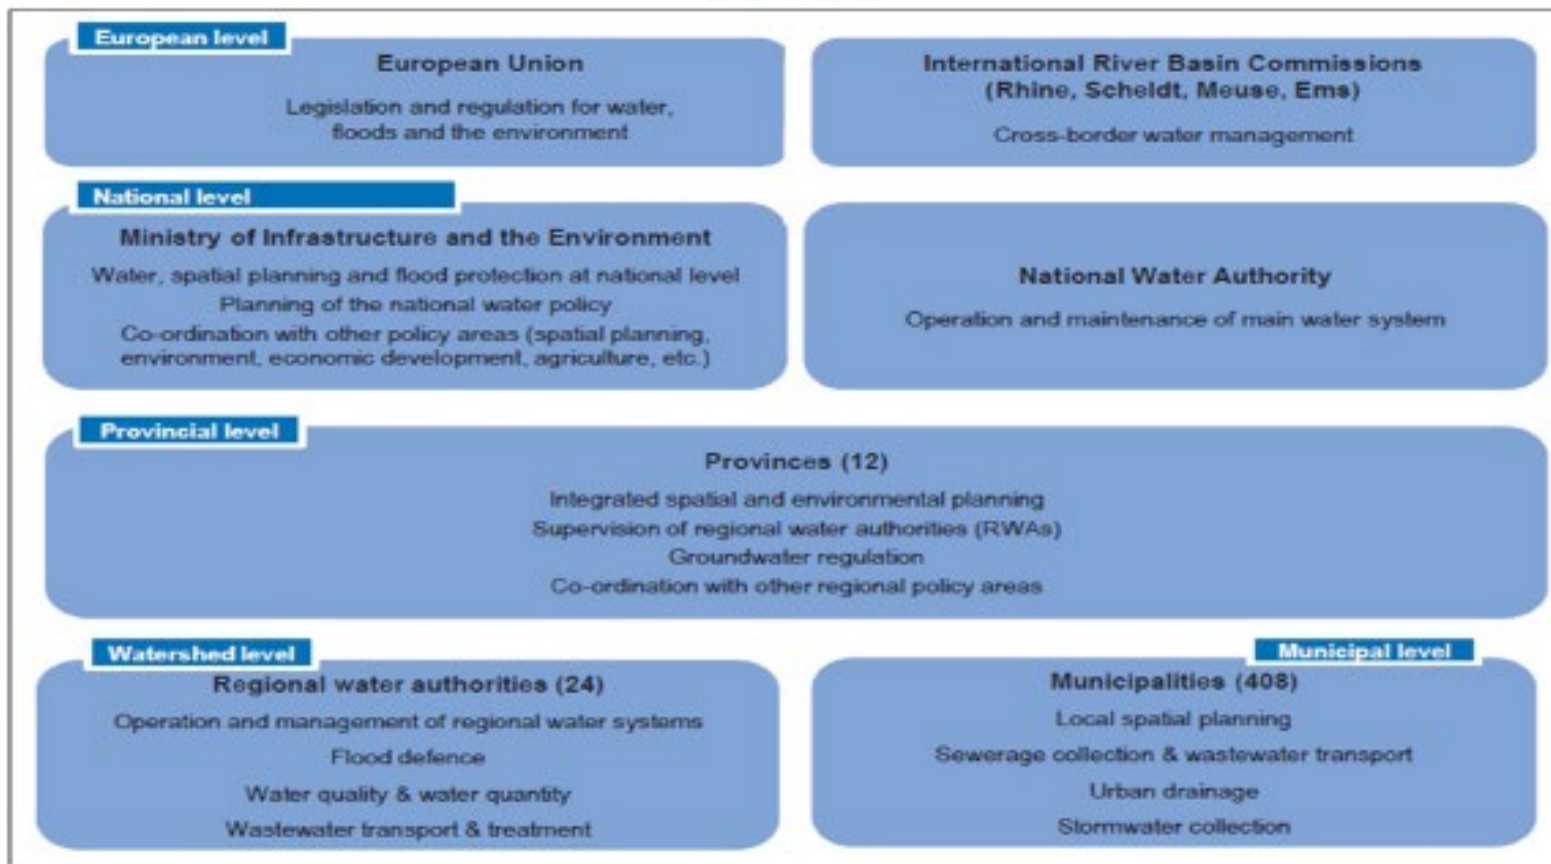 European level
European Union
Legislation and regulation for water,
floods and the environment
International River Basin Commissions
(Rhine, Scheldt, Meuse, Ems)
Cross-border water management
National level
Ministry of Infrastructure and the Environment
Water, spatial planning and flood protection at national level
Planning of the national water policy
Co-ordination with other policy areas (spatial planning,
environment, economic development, agriculture, etc.)
National Water Authority
Operation and maintenance of main water system
Provincial level
Provinces (12)
Integrated spatial and environmental planning
Supervision of regional water authorities (RWAs)
Groundwater regulation
Co-ordination with other regional policy areas
Watershed level
Regional water authorities (24)
Operation and management of regional water systems
Flood defence
Water quality & water quantity
Wastewater transport & treatment
Municipal level
Municipalities (408)
Local spatial planning
Sewerage collection & wastewater transport
Urban drainage
Stormwater collection